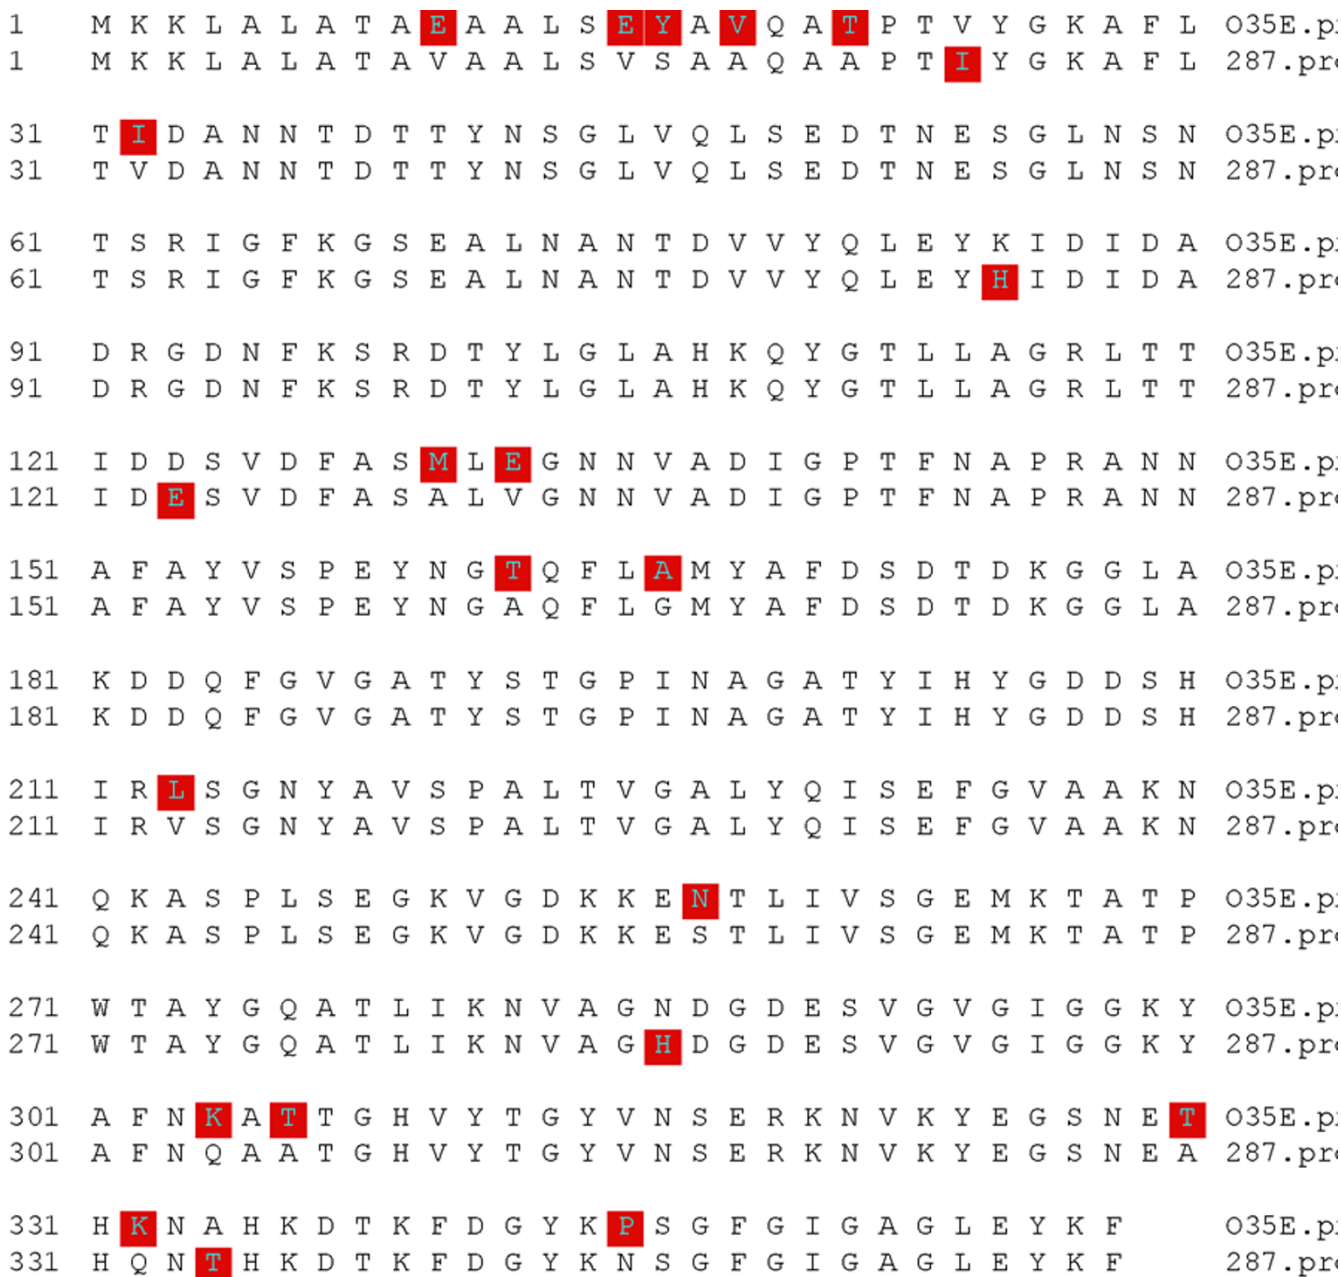 1 M K K L A L A T A E A A L S E Y A V Q A T P T V Y G K A F L O35E.p
1 M K K L A L A T A V A A L S V S A A Q A A P T I Y G K A F L 287.pr
31 T I D A N N T D T T Y N S G L V Q L S E D T N E S G L N S N O35E.p
31 T V D A N N T D T T Y N S G L V Q L S E D T N E S G L N S N 287.pr
61 T S R I G F K G S E A L N A N T D V V Y Q L E Y K I D I D A O35E.p
61 T S R I G F K G S E A L N A N T D V V Y Q L E Y H I D I D A 287.pr
91 D R G D N F K S R D T Y L G L A H K Q Y G T L L A G R L T T O35E.p
91 D R G D N F K S R D T Y L G L A H K Q Y G T L L A G R L T T 287.pr
121 I D D S V D F A S M L E G N N V A D I G P T F N A P R A N N O35E.p
121 I D E S V D F A S A L V G N N V A D I G P T F N A P R A N N 287.pr
151 A F A Y V S P E Y N G T Q F L A M Y A F D S D T D K G G L A O35E.p
151 A F A Y V S P E Y N G A Q F L G M Y A F D S D T D K G G L A 287.pr
181 K D D Q F G V G A T Y S T G P I N A G A T Y I H Y G D D S H O35E.p
181 K D D Q F G V G A T Y S T G P I N A G A T Y I H Y G D D S H 287.pr
211 I R L S G N Y A V S P A L T V G A L Y Q I S E F G V A A K N O35E.p
211 I R V S G N Y A V S P A L T V G A L Y Q I S E F G V A A K N 287.pr
241 Q K A S P L S E G K V G D K K E N T L I V S G E M K T A T P O35E.p
241 Q K A S P L S E G K V G D K K E S T L I V S G E M K T A T P 287.pr
271 W T A Y G Q A T L I K N V A G N D G D E S V G V G I G G K Y O35E.p
271 W T A Y G Q A T L I K N V A G H D G D E S V G V G I G G K Y 287.pr
301 A F N K A T T G H V Y T G Y V N S E R K N V K Y E G S N E T O35E.p
301 A F N Q A A T G H V Y T G Y V N S E R K N V K Y E G S N E A 287.pr
331 H K N A H K D T K F D G Y K P S G F G I G A G L E Y K F O35E.p
331 H Q N T H K D T K F D G Y K N S G F G I G A G L E Y K F 287.pr